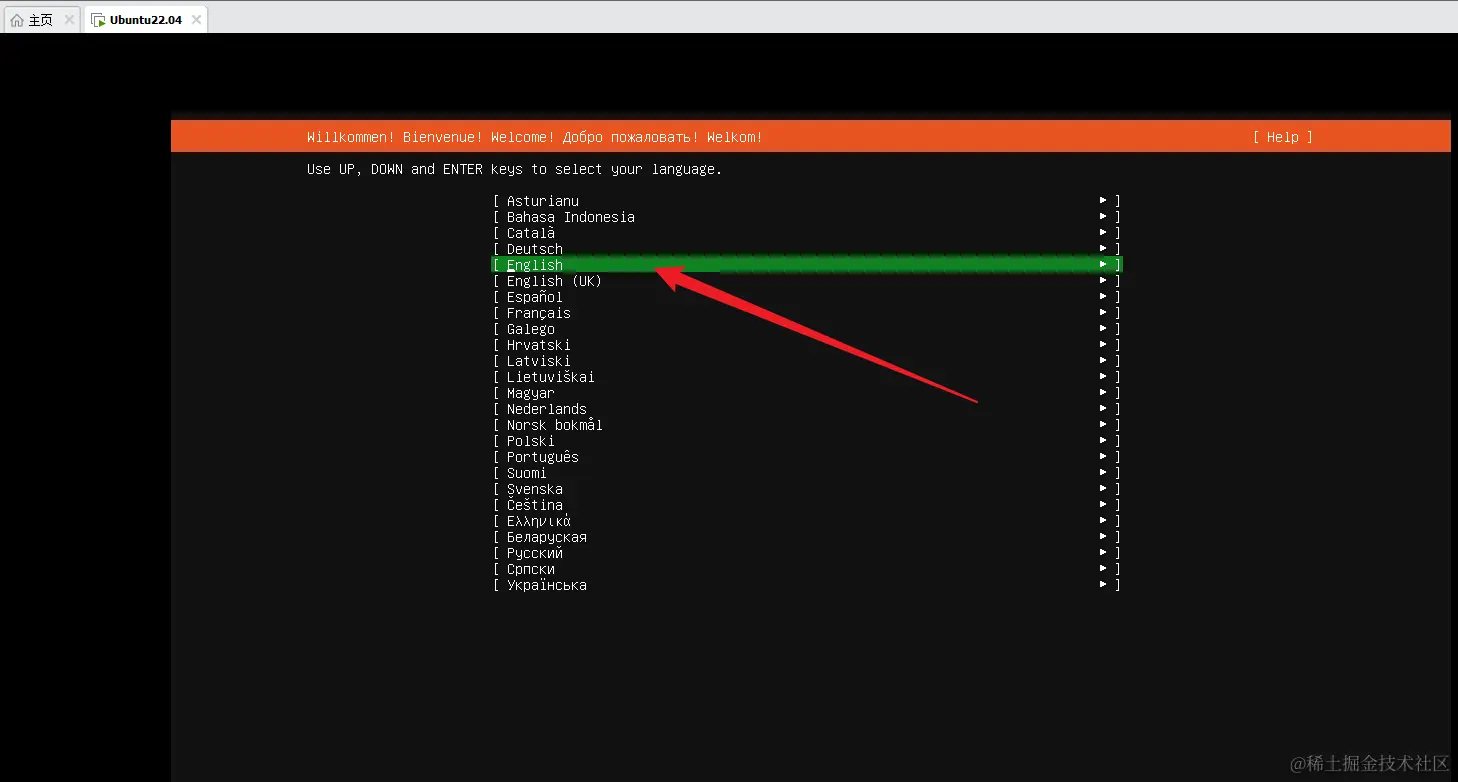 主页 Ubuntu22.04
Willkommen! Bienvenue! Welcome! Добро пожаловать! Welkom! [ Help ]
Use UP, DOWN and ENTER keys to select your language.
[ Asturianu ▸ ]
[ Bahasa Indonesia ▸ ]
[ Català ▸ ]
[ Deutsch ▸ ]
[ English ▸ ]
[ English (UK) ▸ ]
[ Español ▸ ]
[ Français ▸ ]
[ Galego ▸ ]
[ Hrvatski ▸ ]
[ Latviski ▸ ]
[ Lietuviškai ▸ ]
[ Magyar ▸ ]
[ Nederlands ▸ ]
[ Norsk bokmål ▸ ]
[ Polski ▸ ]
[ Português ▸ ]
[ Suomi ▸ ]
[ Svenska ▸ ]
[ Čeština ▸ ]
[ Ελληνικά ▸ ]
[ Беларуская ▸ ]
[ Русский ▸ ]
[ Српски ▸ ]
[ Українська ▸ ]
@稀土掘金技术社区